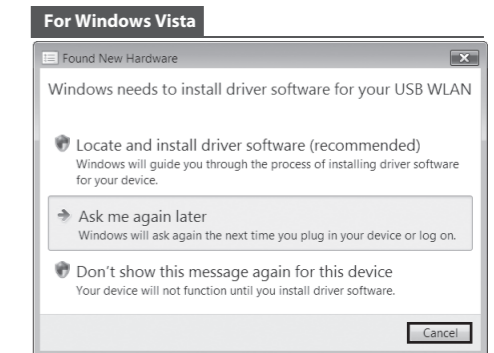 For Windows Vista
Found New Hardware
Windows needs to install driver software for your USB WLAN
Locate and install driver software (recommended)
Windows will guide you through the process of installing driver software
for your device.
Ask me again later
Windows will ask again the next time you plug in your device or log on.
Don't show this message again for this device
Your device will not function until you install driver software.
Cancel